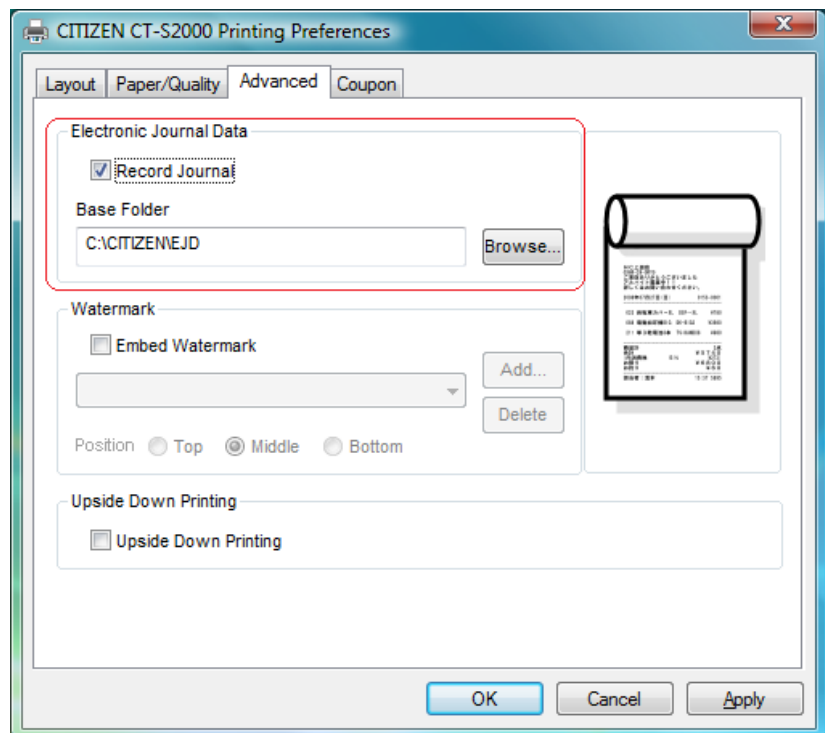 CITIZEN CT-S2000 Printing Preferences
Layout Paper/Quality Advanced Coupon
Electronic Journal Data
Record Journal
Base Folder
C:\CITIZEN\EJD Browse...
Watermark
Embed Watermark
Add...
Delete
Position Top Middle Bottom
Upside Down Printing
Upside Down Printing
OK Cancel Apply